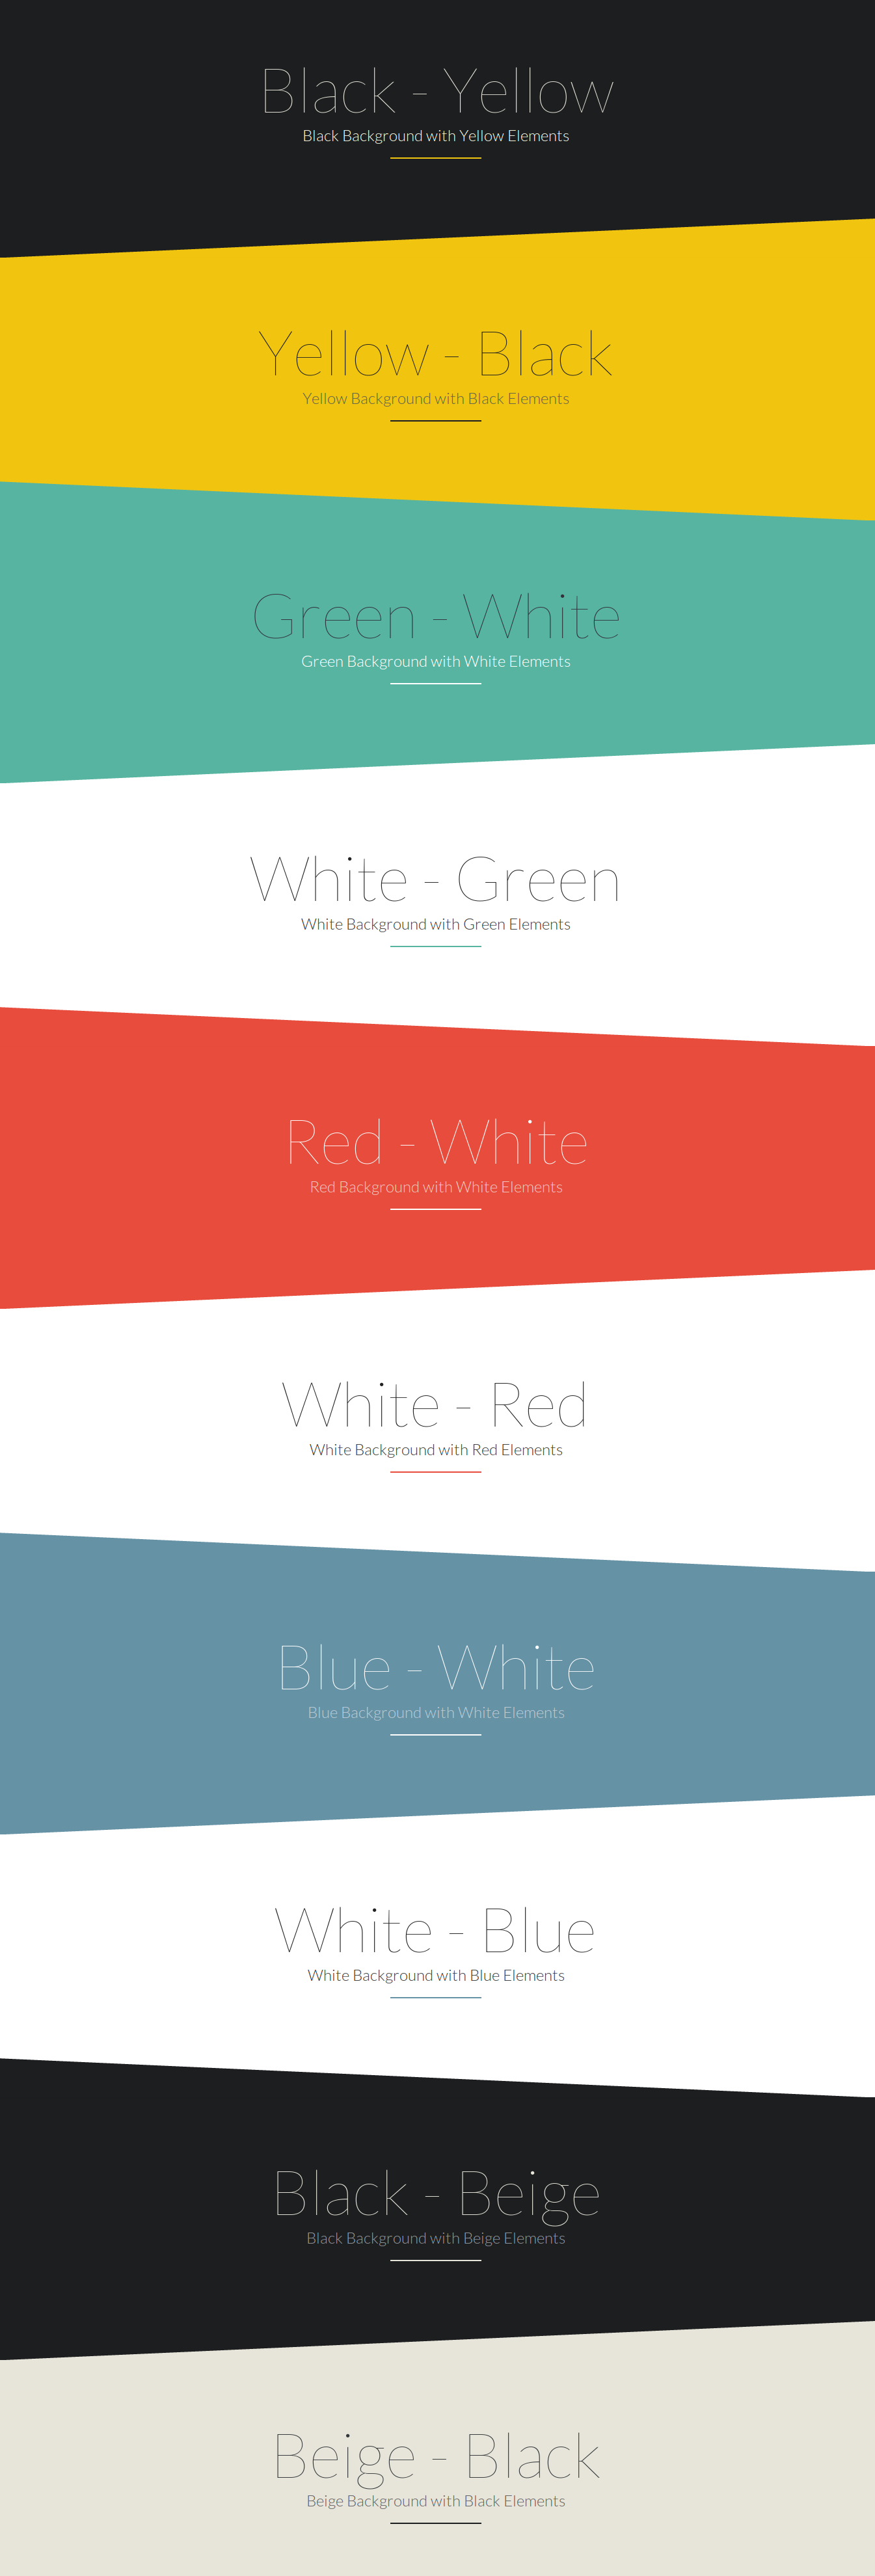 Black - Yellow
Black Background with Yellow Elements
Yellow - Black
Yellow Background with Black Elements
Green - White
Green Background with White Elements
White - Green
White Background with Green Elements
Red - White
Red Background with White Elements
White - Red
White Background with Red Elements
Blue - White
Blue Background with White Elements
White - Blue
White Background with Blue Elements
Black - Beige
Black Background with Beige Elements
Beige - Black
Beige Background with Black Elements